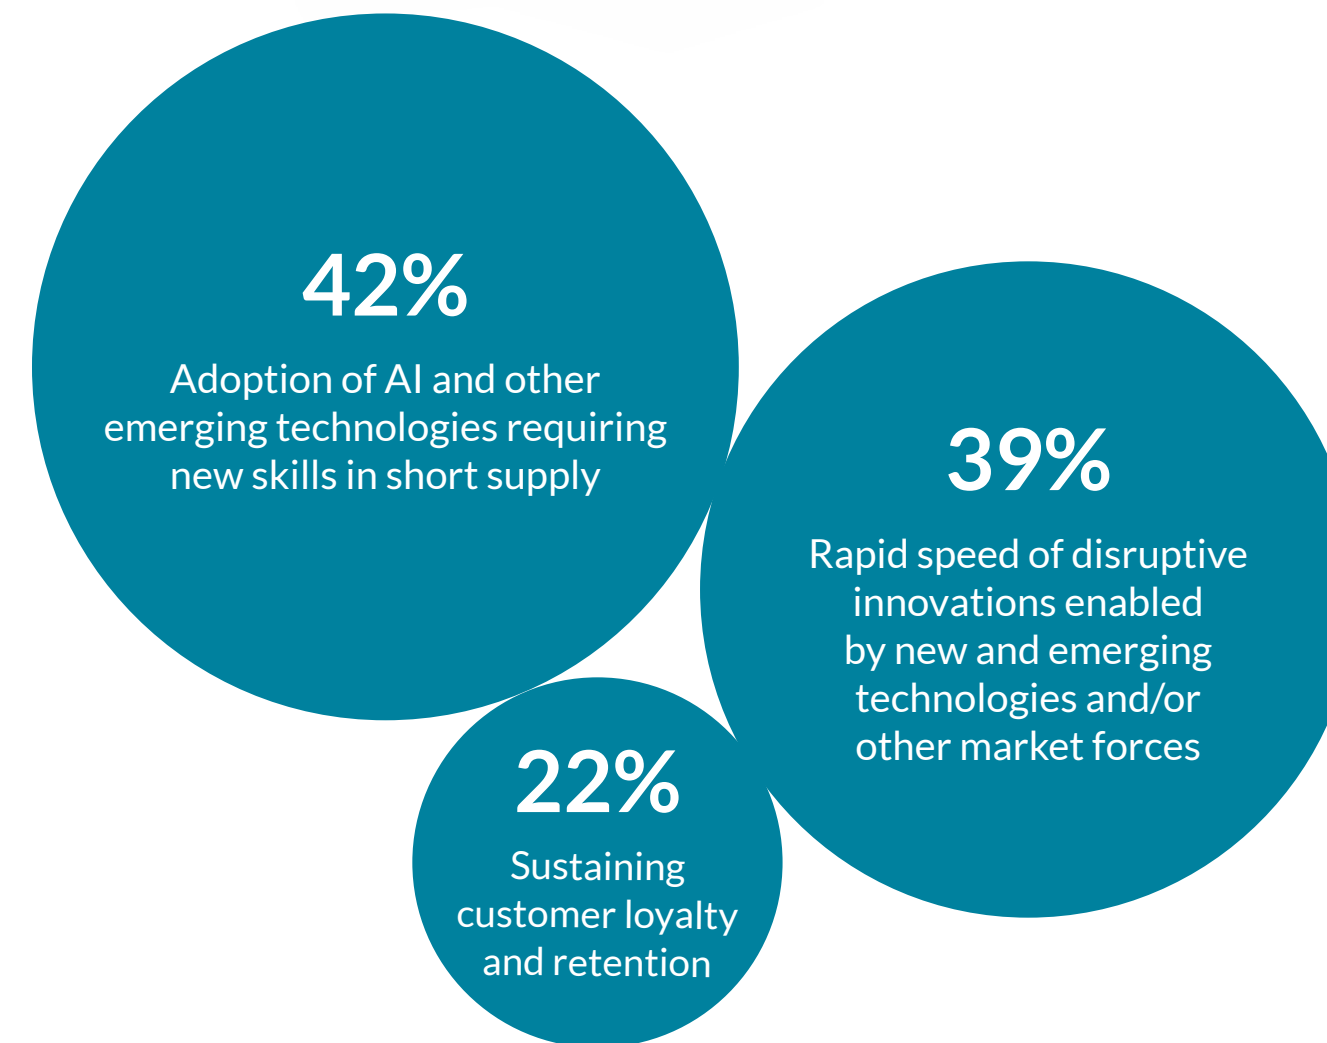 42%
Adoption of AI and other
emerging technologies requiring
new skills in short supply
39%
Rapid speed of disruptive
innovations enabled
by new and emerging
technologies and/or
other market forces
22%
Sustaining
customer loyalty
and retention